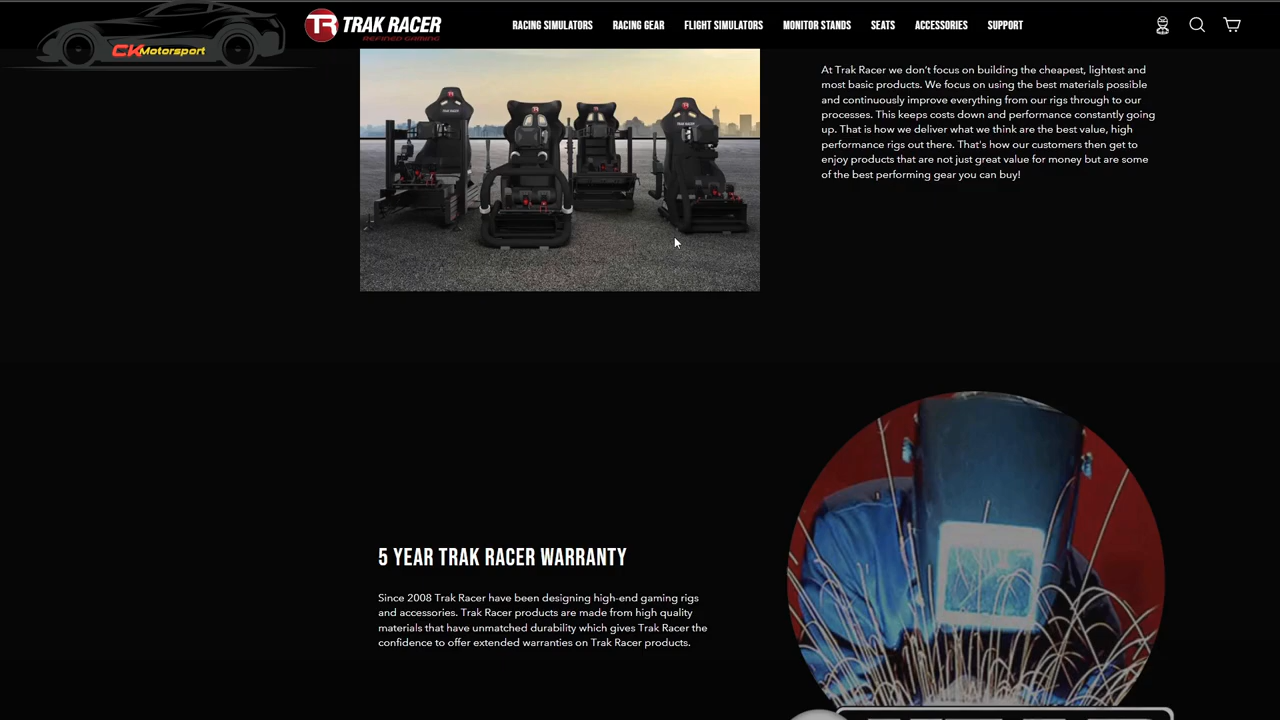 CKMotorsport
TR TRAK RACER
REFINED GAMING
RACING SIMULATORS RACING GEAR FLIGHT SIMULATORS MONITOR STANDS SEATS ACCESSORIES SUPPORT
At Trak Racer we don't focus on building the cheapest, lightest and
most basic products. We focus on using the best materials possible
and continuously improve everything from our rigs through to our
processes. This keeps costs down and performance constantly going
up. That is how we deliver what we think are the best value, high
performance rigs out there. That's how our customers then get to
enjoy products that are not just great value for money but are some
of the best performing gear you can buy!
5 YEAR TRAK RACER WARRANTY
Since 2008 Trak Racer have been designing high-end gaming rigs
and accessories. Trak Racer products are made from high quality
materials that have unmatched durability which gives Trak Racer the
confidence to offer extended warranties on Trak Racer products.